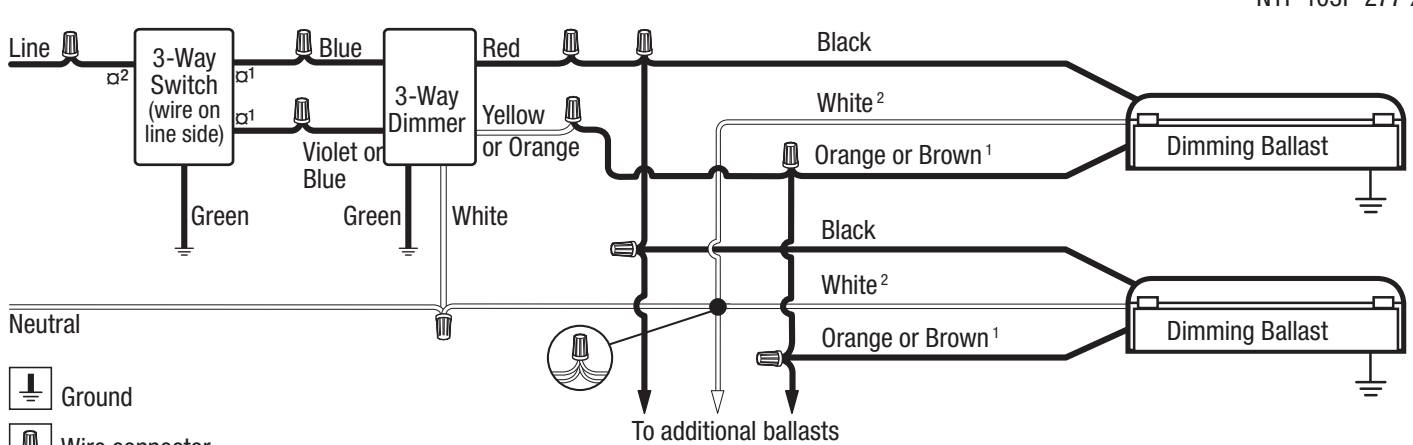 Line
3-Way
Switch
(wire on
line side)
¤²
¤¹
¤¹
Blue
Violet or
Blue
3-Way
Dimmer
Red
Yellow
or Orange
Green
Green
White
Black
White ²
Orange or Brown ¹
Dimming Ballast
Black
White ²
Orange or Brown ¹
Dimming Ballast
Neutral
To additional ballasts
Ground
Wire connector